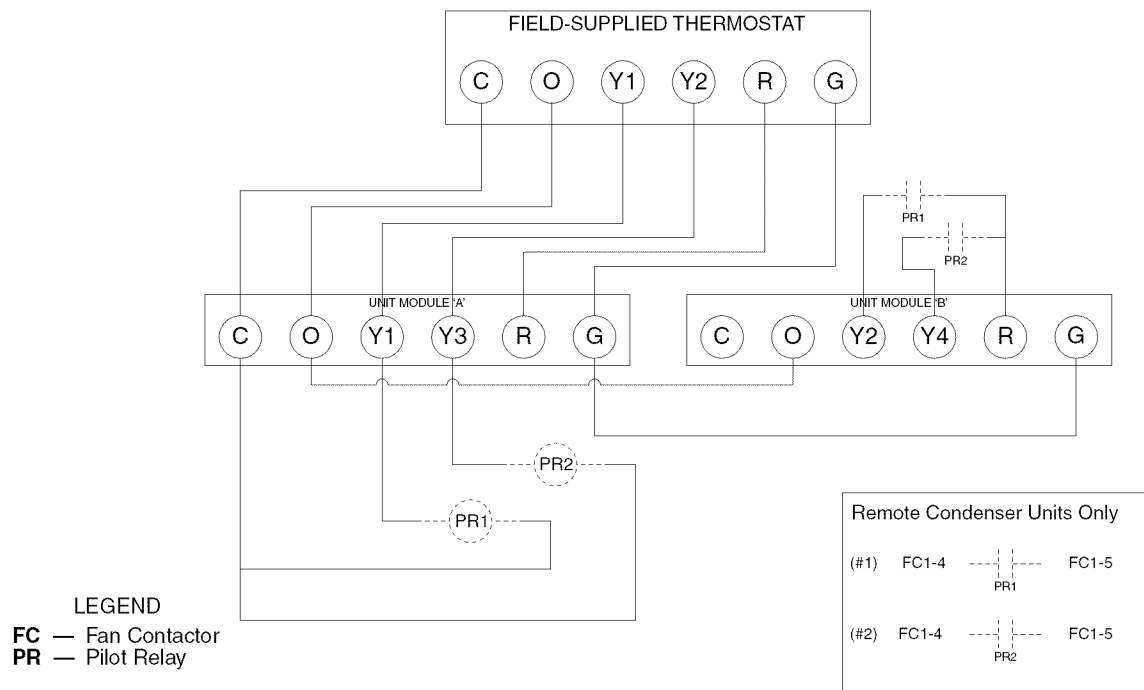 FIELD-SUPPLIED THERMOSTAT
C O Y1 Y2 R G
PR1
PR2
UNIT MODULE 'A'
C O Y1 Y3 R G
UNIT MODULE 'B'
C O Y2 Y4 R G
PR2
PR1
Remote Condenser Units Only
(#1) FC1-4 FC1-5
PR1
(#2) FC1-4 FC1-5
PR2
LEGEND
FC — Fan Contactor
PR — Pilot Relay